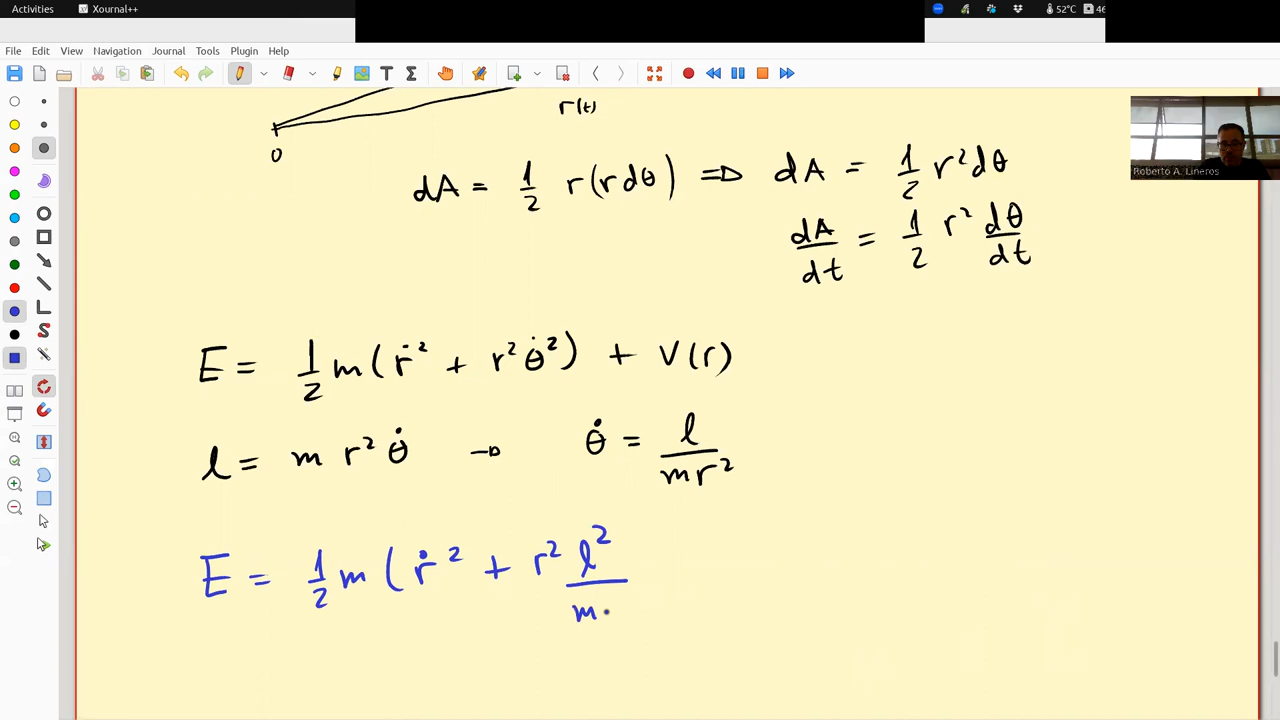 Activities Xournal++ 52°C 46
File Edit View Navigation Journal Tools Plugin Help
r(t)
0
dA = 1/2 r(r dθ) ⇒ dA = 1/2 r² dθ
dA/dt = 1/2 r² dθ/dt
E = 1/2 m(ṙ² + r² θ̇²) + V(r)
l = m r² θ̇ → θ̇ = l/mr²
E = 1/2 m(ṙ² + r² l²/m
Roberto A. Lineros